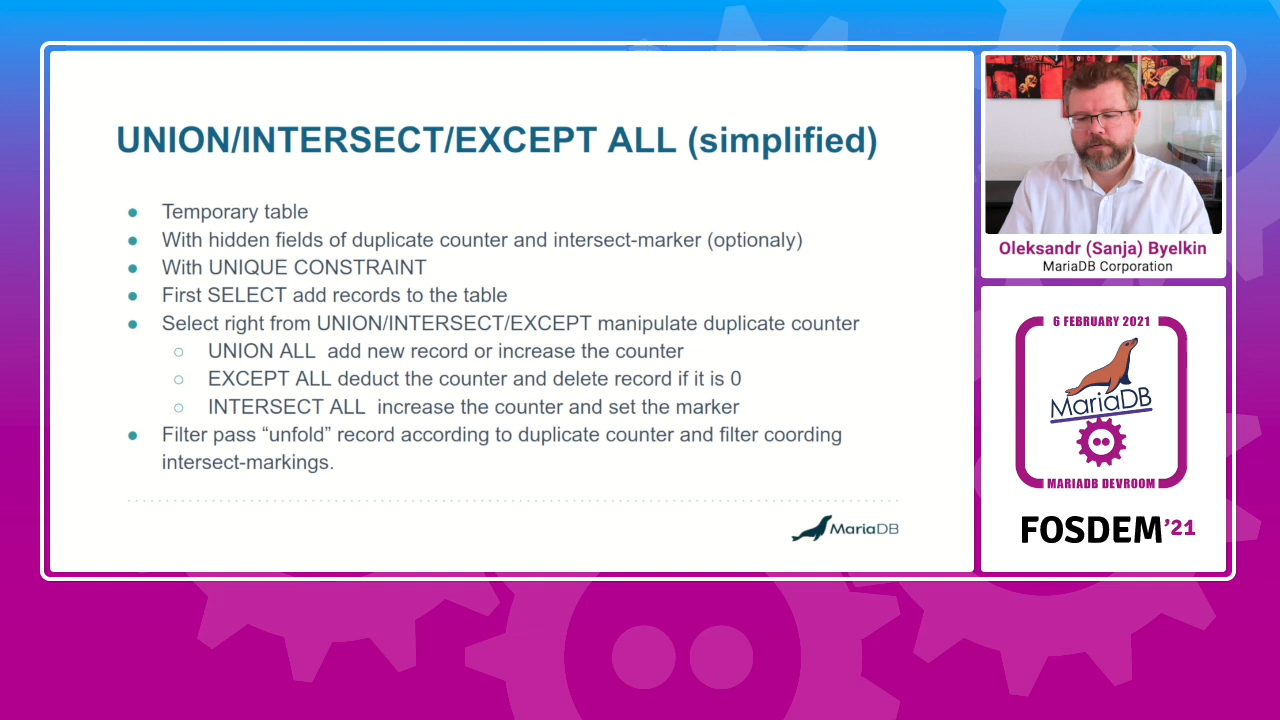 UNION/INTERSECT/EXCEPT ALL (simplified)
Temporary table
With hidden fields of duplicate counter and intersect-marker (optionaly)
With UNIQUE CONSTRAINT
First SELECT add records to the table
Select right from UNION/INTERSECT/EXCEPT manipulate duplicate counter
UNION ALL add new record or increase the counter
EXCEPT ALL deduct the counter and delete record if it is 0
INTERSECT ALL increase the counter and set the marker
Filter pass “unfold” record according to duplicate counter and filter coording
intersect-markings.
MariaDB
Oleksandr (Sanja) Byelkin
MariaDB Corporation
6 FEBRUARY 2021
MariaDB
MARIADB DEVROOM
FOSDEM'21